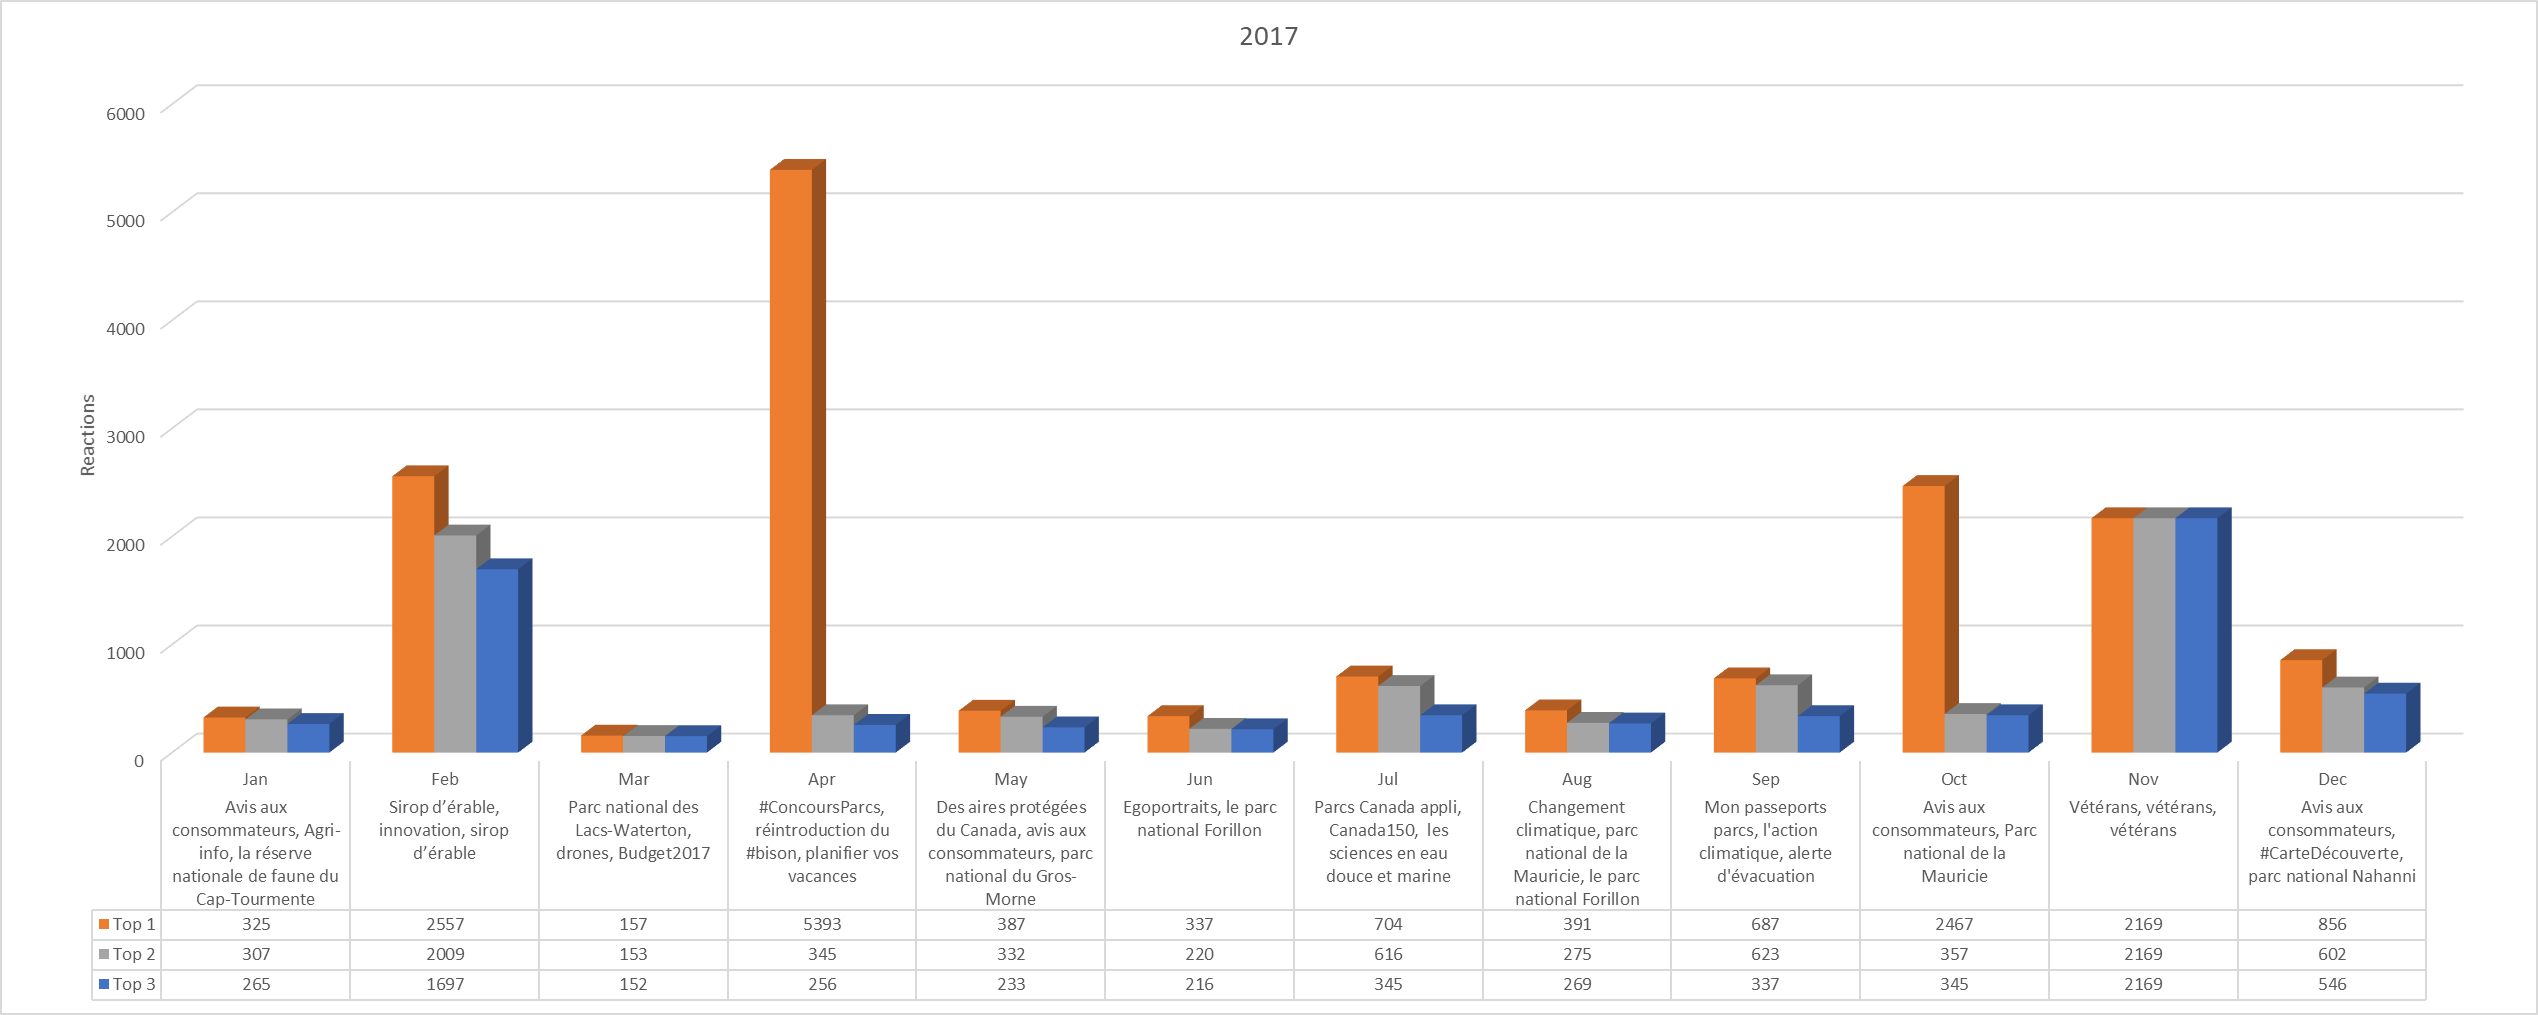 2017
6000
5000
4000
3000
2000
1000
0
Reactions
Jan
Avis aux
consommateurs, Agri-
info, la réserve
nationale de faune du
Cap-Tourmente
Feb
Sirop d’érable,
innovation, sirop
d’érable
Mar
Parc national des
Lacs-Waterton,
drones, Budget2017
Apr
#ConcoursParcs,
réintroduction du
#bison, planifier vos
vacances
May
Des aires protégées
du Canada, avis aux
consommateurs, parc
national du Gros-
Morne
Jun
Egoportraits, le parc
national Forillon
Jul
Parcs Canada appli,
Canada150, les
sciences en eau
douce et marine
Aug
Changement
climatique, parc
national de la
Mauricie, le parc
national Forillon
Sep
Mon passeports
parcs, l'action
climatique, alerte
d'évacuation
Oct
Avis aux
consommateurs, Parc
national de la
Mauricie
Nov
Vétérans, vétérans,
vétérans
Dec
Avis aux
consommateurs,
#CarteDécouverte,
parc national Nahanni
Top 1 325 2557 157 5393 387 337 704 391 687 2467 2169 856
Top 2 307 2009 153 345 332 220 616 275 623 357 2169 602
Top 3 265 1697 152 256 233 216 345 269 337 345 2169 546